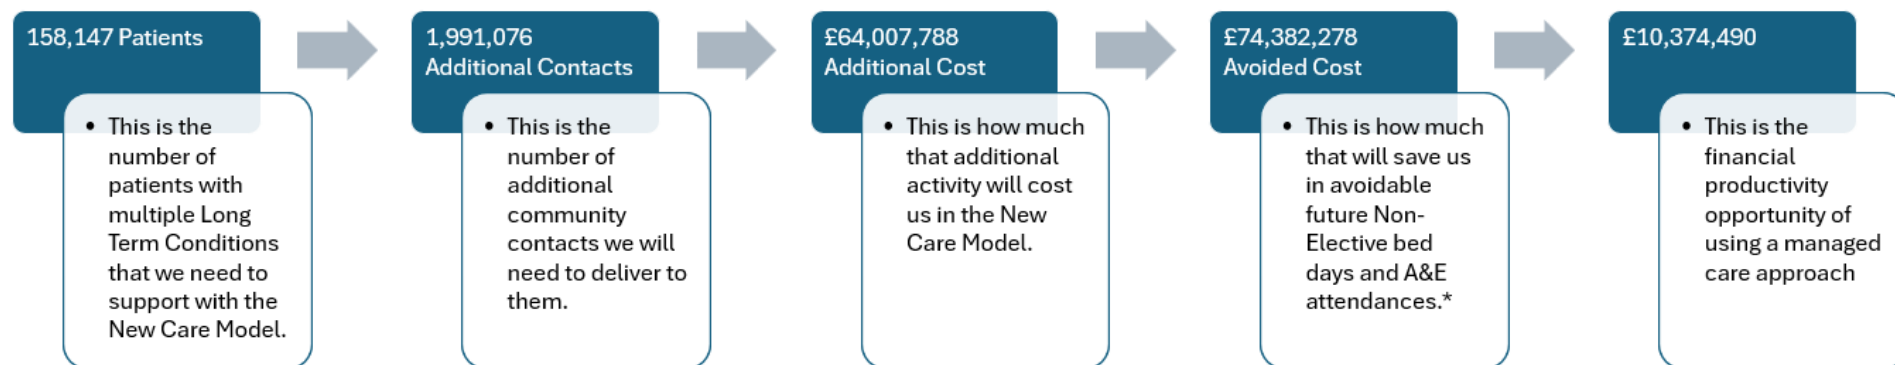 158,147 Patients
• This is the
number of
patients with
multiple Long
Term Conditions
that we need to
support with the
New Care Model.
1,991,076
Additional Contacts
• This is the
number of
additional
community
contacts we will
need to deliver to
them.
£64,007,788
Additional Cost
• This is how much
that additional
activity will cost
us in the New
Care Model.
£74,382,278
Avoided Cost
• This is how much
that will save us
in avoidable
future Non-
Elective bed
days and A&E
attendances.*
£10,374,490
• This is the
financial
productivity
opportunity of
using a managed
care approach